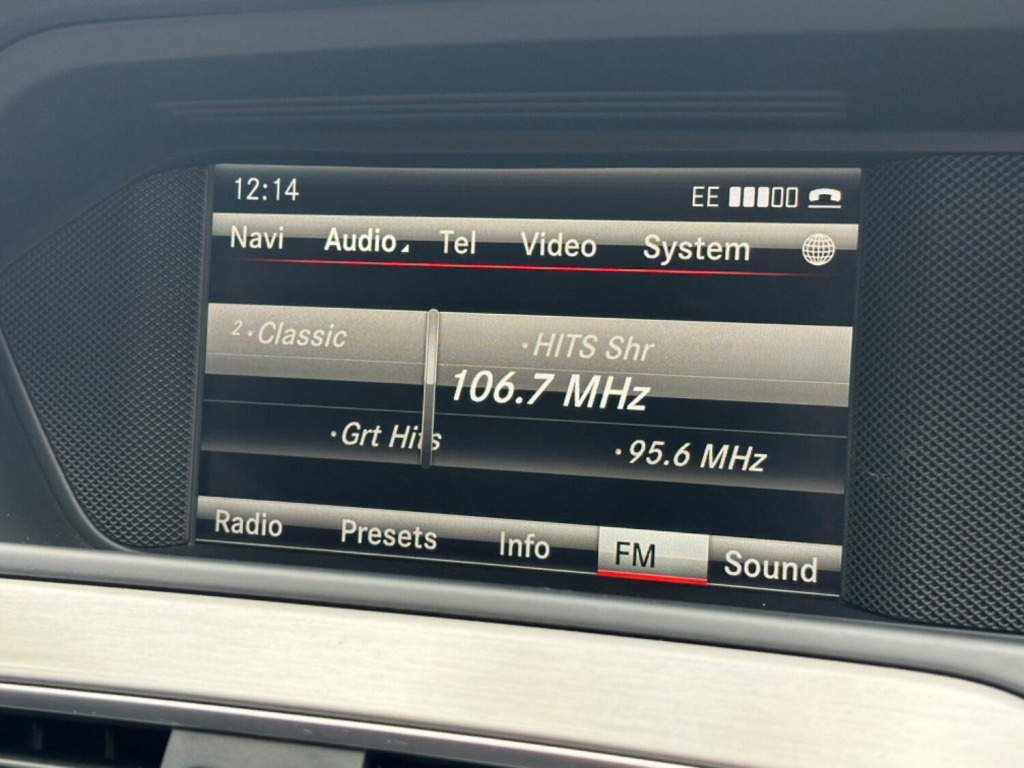 12:14 EE
Navi Audio Tel Video System
2 · Classic · HITS Shr
106.7 MHz
· Grt Hits · 95.6 MHz
Radio Presets Info FM Sound